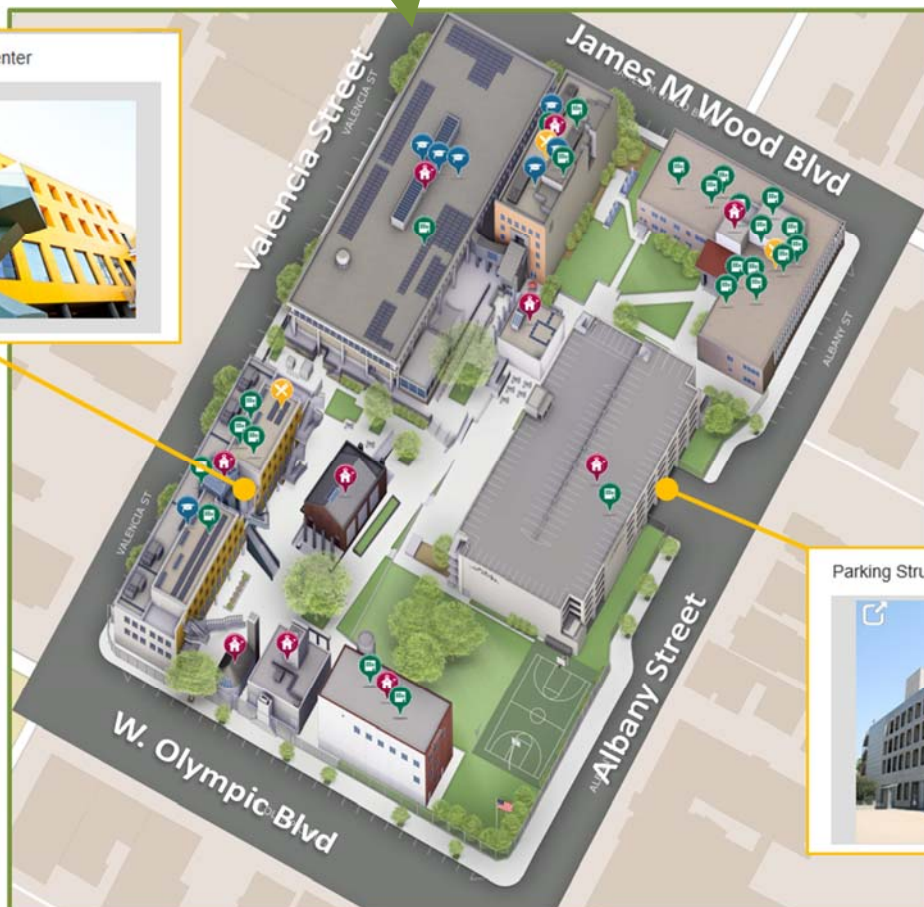 enter
James M Wood Blvd
Valencia Street
VALENCIA ST
ALBANY ST
VALENCIA ST
Parking Stru
Albany Street
W. Olympic Blvd